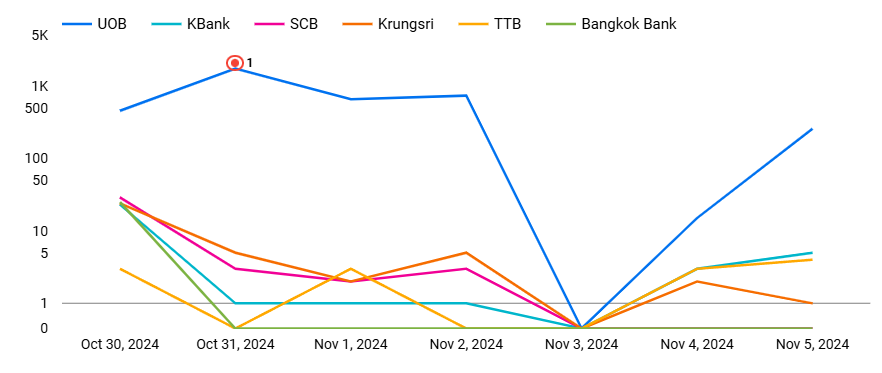 UOB KBank SCB Krungsri TTB Bangkok Bank
5K
1
1K
500
100
50
10
5
1
0
Oct 30, 2024 Oct 31, 2024 Nov 1, 2024 Nov 2, 2024 Nov 3, 2024 Nov 4, 2024 Nov 5, 2024